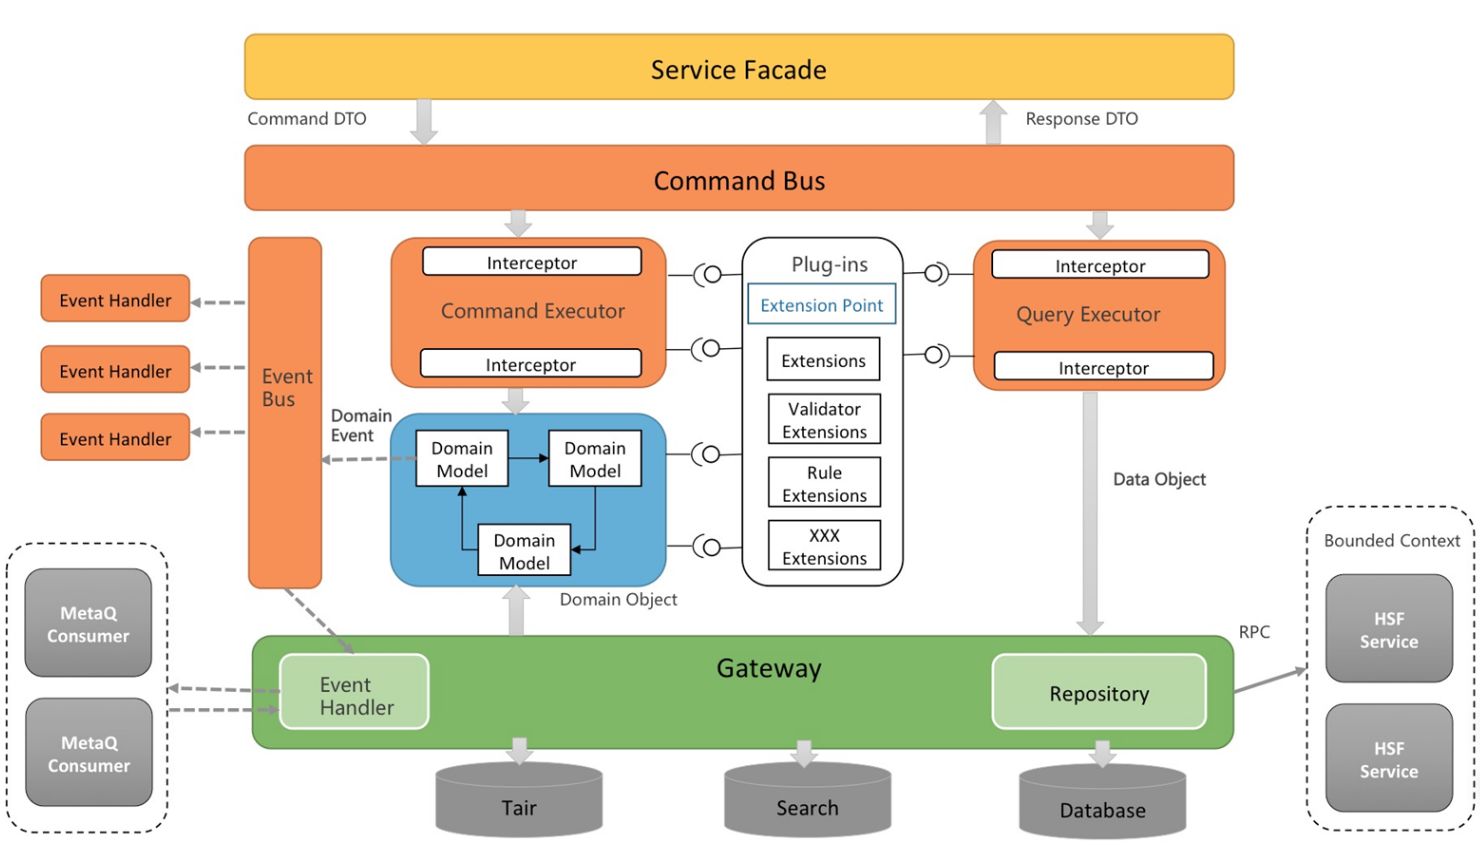 Service Facade
Command DTO
Response DTO
Command Bus
Interceptor
Command Executor
Interceptor
Plug-ins
Extension Point
Extensions
Validator
Extensions
Rule
Extensions
XXX
Extensions
Interceptor
Query Executor
Interceptor
Event Handler
Event Handler
Event Handler
Event
Bus
Domain
Event
Domain
Model
Domain
Model
Domain
Model
Domain Object
Data Object
MetaQ
Consumer
MetaQ
Consumer
Gateway
Event
Handler
Repository
RPC
Bounded Context
HSF
Service
HSF
Service
Tair
Search
Database